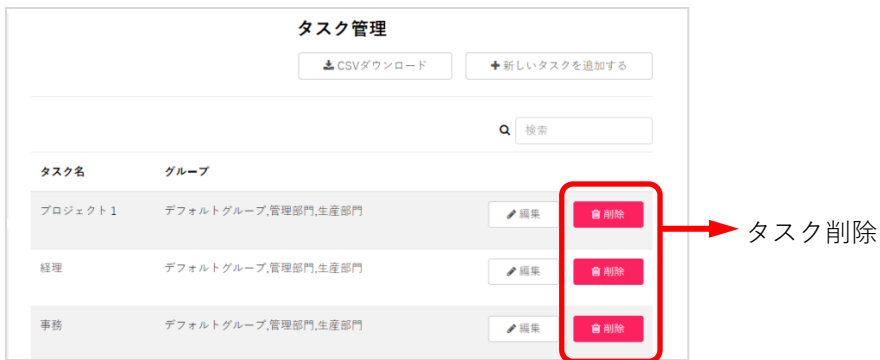 タスク管理
CSVダウンロード
新しいタスクを追加する
検索
タスク名 グループ
プロジェクト1 デフォルトグループ,管理部門,生産部門 編集 削除
タスク削除
経理 デフォルトグループ,管理部門,生産部門 編集 削除
事務 デフォルトグループ,管理部門,生産部門 編集 削除